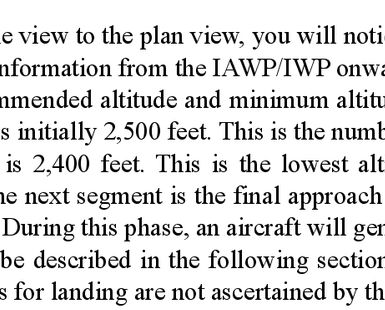 e view to the plan view, you will notic
nformation from the IAWP/IWP onwa
mmended altitude and minimum altitu
s initially 2,500 feet. This is the numb
is 2,400 feet. This is the lowest alt
he next segment is the final approach
During this phase, an aircraft will gen
be described in the following section
s for landing are not ascertained by th